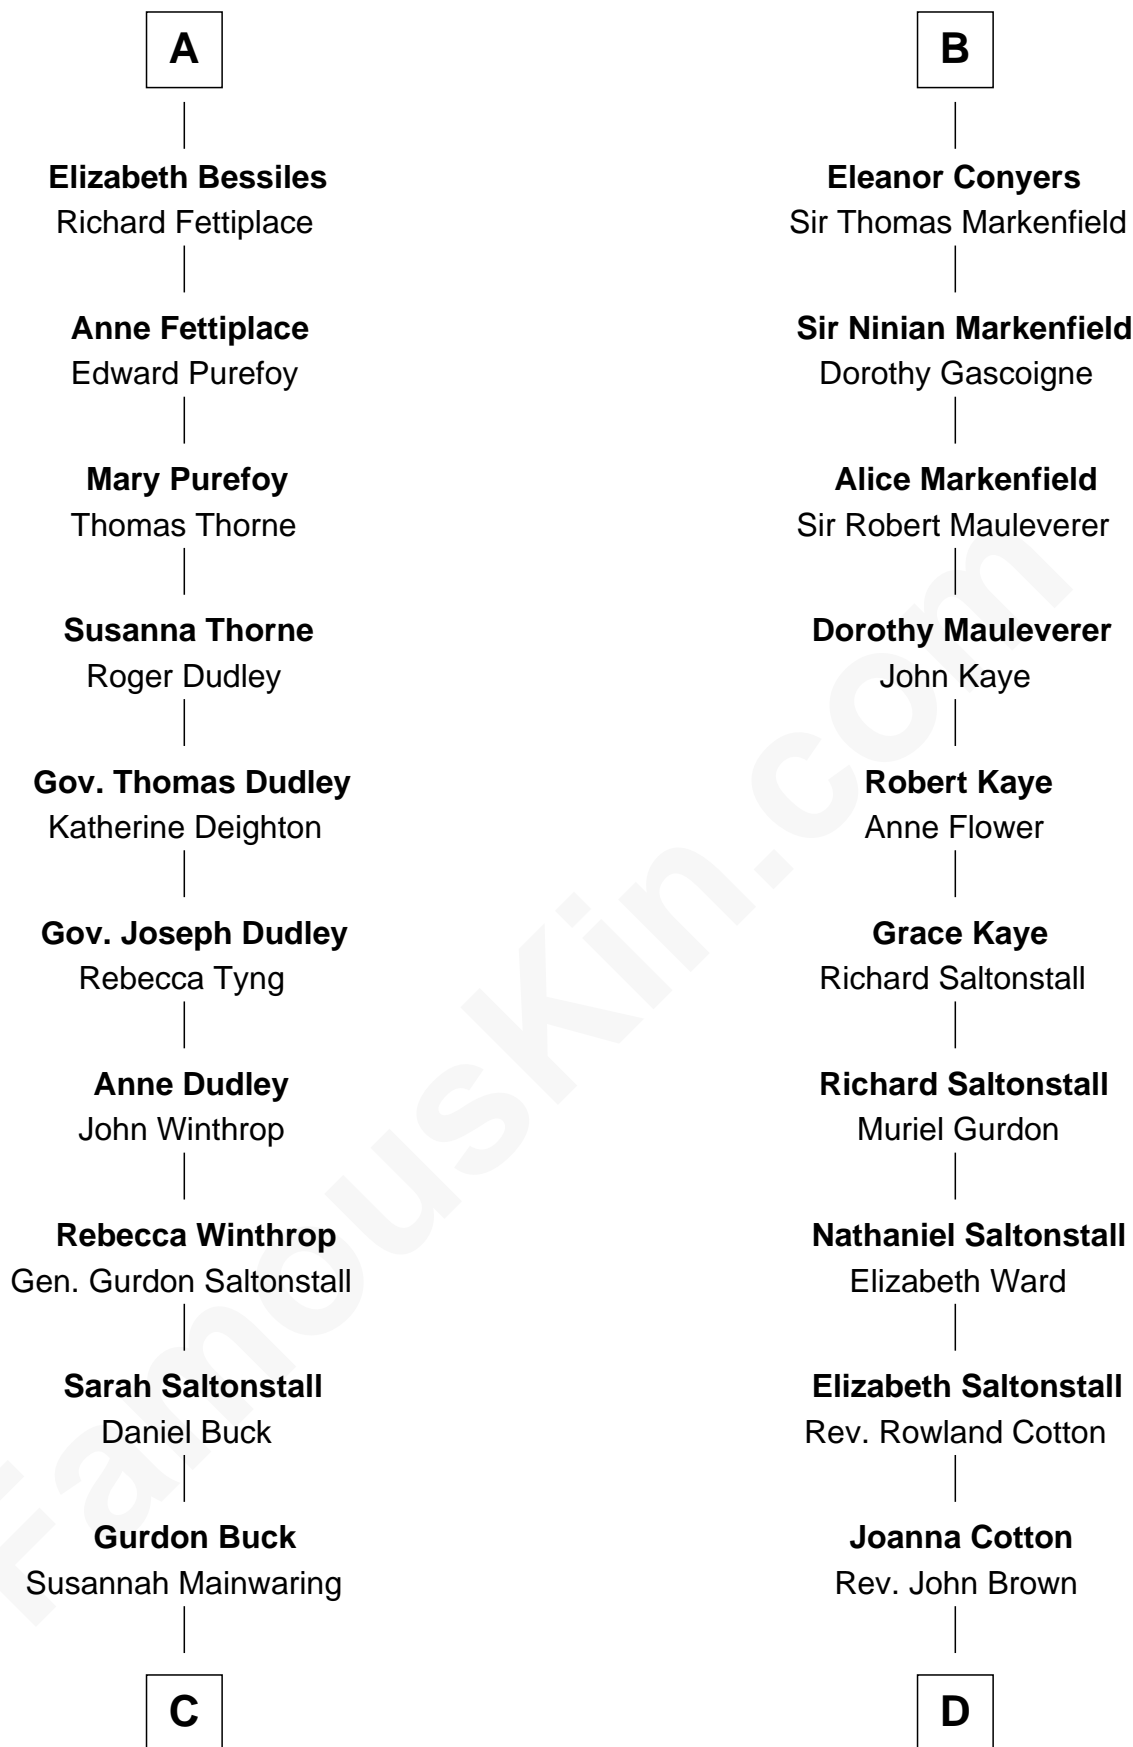 A
Elizabeth Bessiles
Richard Fettiplace
Anne Fettiplace
Edward Purefoy
Mary Purefoy
Thomas Thorne
Susanna Thorne
Roger Dudley
Gov. Thomas Dudley
Katherine Deighton
Gov. Joseph Dudley
Rebecca Tyng
Anne Dudley
John Winthrop
Rebecca Winthrop
Gen. Gurdon Saltonstall
Sarah Saltonstall
Daniel Buck
Gurdon Buck
Susannah Mainwaring
C
B
Eleanor Conyers
Sir Thomas Markenfield
Sir Ninian Markenfield
Dorothy Gascoigne
Alice Markenfield
Sir Robert Mauleverer
Dorothy Mauleverer
John Kaye
Robert Kaye
Anne Flower
Grace Kaye
Richard Saltonstall
Richard Saltonstall
Muriel Gurdon
Nathaniel Saltonstall
Elizabeth Ward
Elizabeth Saltonstall
Rev. Rowland Cotton
Joanna Cotton
Rev. John Brown
D
FamousKin.com